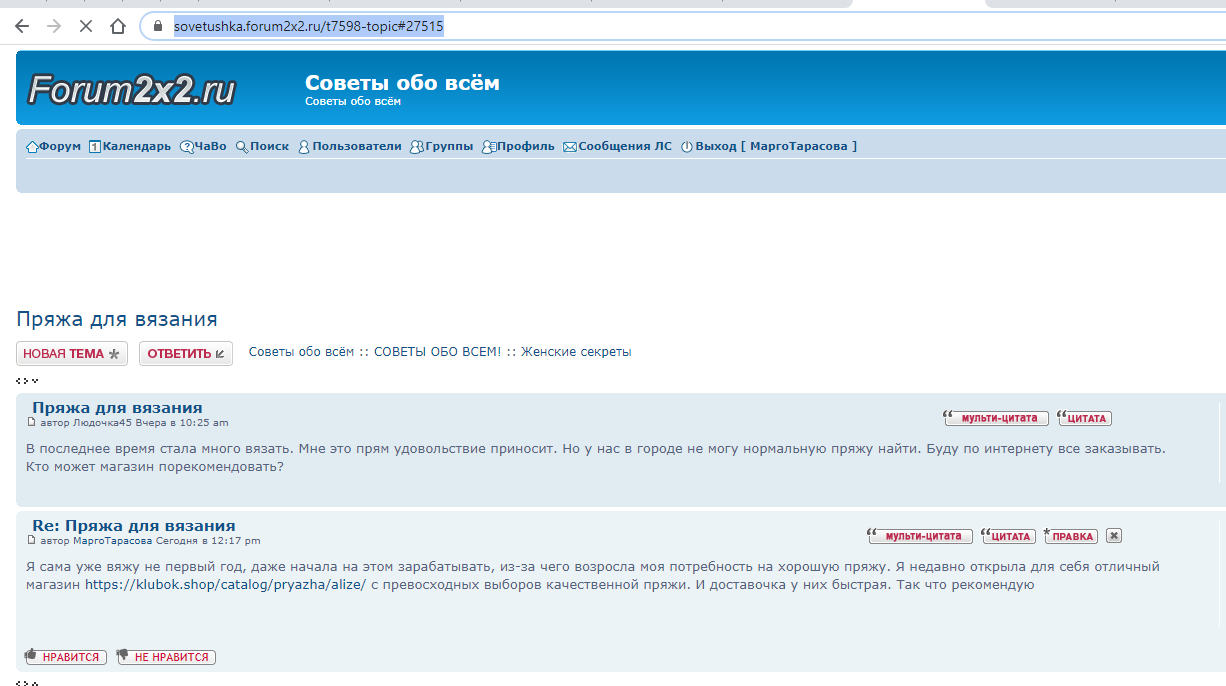 sovetushka.forum2x2.ru/t7598-topic#27515
Forum2x2.ru
Советы обо всём
Советы обо всём
Форум 1 Календарь ? ЧаВо Поиск Пользователи Группы Профиль Сообщения ЛС Выход [ МаргоТарасова ]
Пряжа для вязания
НОВАЯ ТЕМА * ОТВЕТИТЬ Советы обо всём :: СОВЕТЫ ОБО ВСЕМ! :: Женские секреты
Пряжа для вязания
автор Людочка45 Вчера в 10:25 am
мульти-цитата ЦИТАТА
В последнее время стала много вязать. Мне это прям удовольствие приносит. Но у нас в городе не могу нормальную пряжу найти. Буду по интернету все заказывать.
Кто может магазин порекомендовать?
Re: Пряжа для вязания
автор МаргоТарасова Сегодня в 12:17 pm
мульти-цитата ЦИТАТА ПРАВКА
Я сама уже вяжу не первый год, даже начала на этом зарабатывать, из-за чего возросла моя потребность на хорошую пряжу. Я недавно открыла для себя отличный
магазин https://klubok.shop/catalog/pryazha/alize/ с превосходных выборов качественной пряжи. И доставочка у них быстрая. Так что рекомендую
НРАВИТСЯ НЕ НРАВИТСЯ